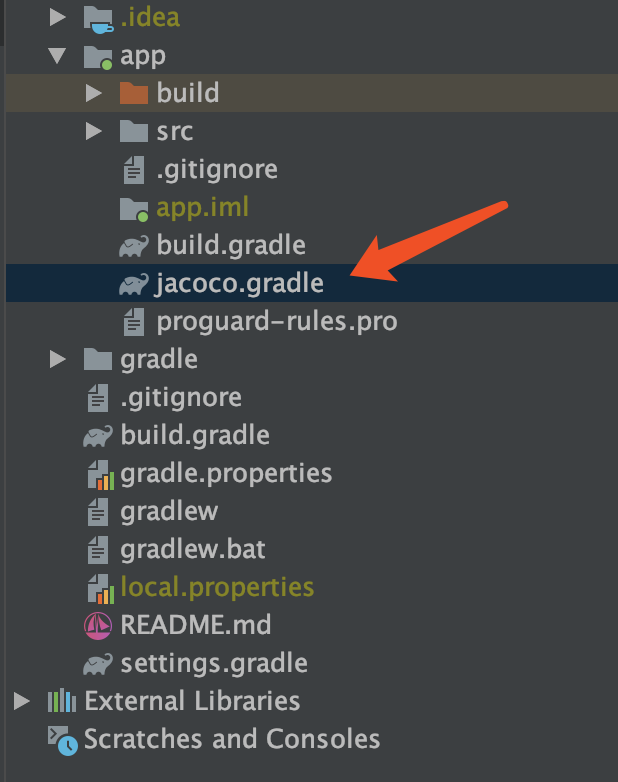 .idea
app
build
src
.gitignore
app.iml
build.gradle
jacoco.gradle
proguard-rules.pro
gradle
.gitignore
build.gradle
gradle.properties
gradlew
gradlew.bat
local.properties
README.md
settings.gradle
External Libraries
Scratches and Consoles